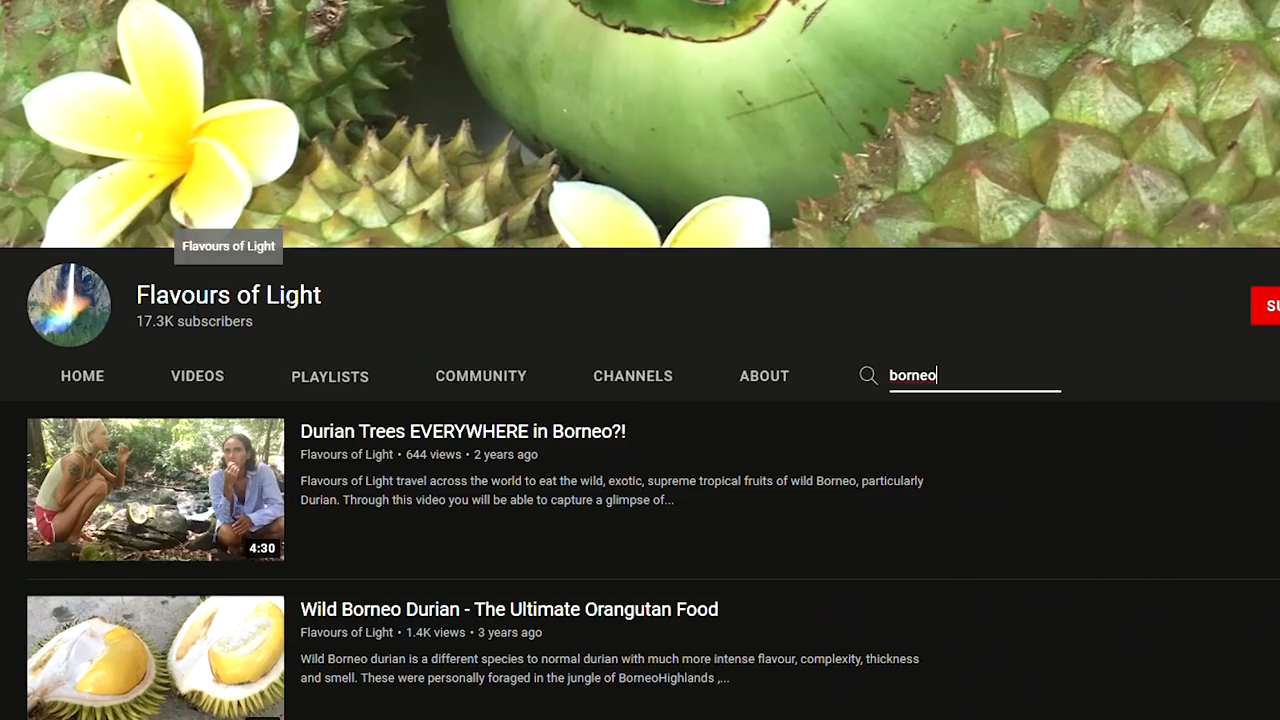 Flavours of Light
Flavours of Light
17.3K subscribers
SU
HOME VIDEOS PLAYLISTS COMMUNITY CHANNELS ABOUT borneo
Durian Trees EVERYWHERE in Borneo?!
Flavours of Light • 644 views • 2 years ago
Flavours of Light travel across the world to eat the wild, exotic, supreme tropical fruits of wild Borneo, particularly
Durian. Through this video you will be able to capture a glimpse of...
4:30
Wild Borneo Durian - The Ultimate Orangutan Food
Flavours of Light • 1.4K views • 3 years ago
Wild Borneo durian is a different species to normal durian with much more intense flavour, complexity, thickness
and smell. These were personally foraged in the jungle of BorneoHighlands ,...